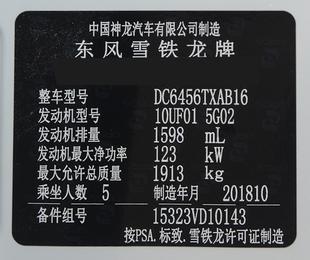 中国神龙汽车有限公司制造
东风雪铁龙牌
整车型号 DC6456TXAB16
发动机型号 10UF01 5G02
发动机排量 1598 mL
发动机最大净功率 123 kW
最大允许总质量 1913 kg
乘坐人数 5 制造年月 201810
备件组号 15323VD10143
按PSA.标致.雪铁龙许可证制造